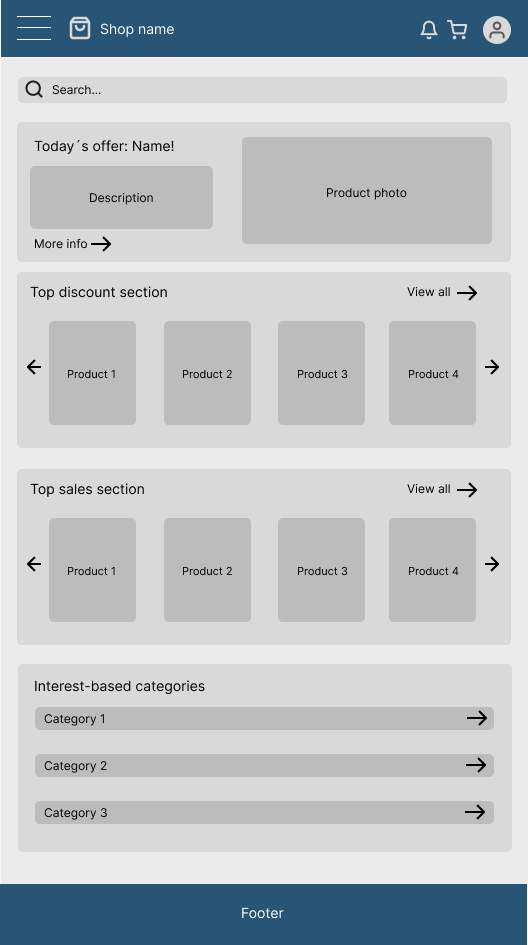 Shop name
Search...
Today´s offer: Name!
Description
Product photo
More info
Top discount section
View all
Product 1
Product 2
Product 3
Product 4
Top sales section
View all
Product 1
Product 2
Product 3
Product 4
Interest-based categories
Category 1
Category 2
Category 3
Footer